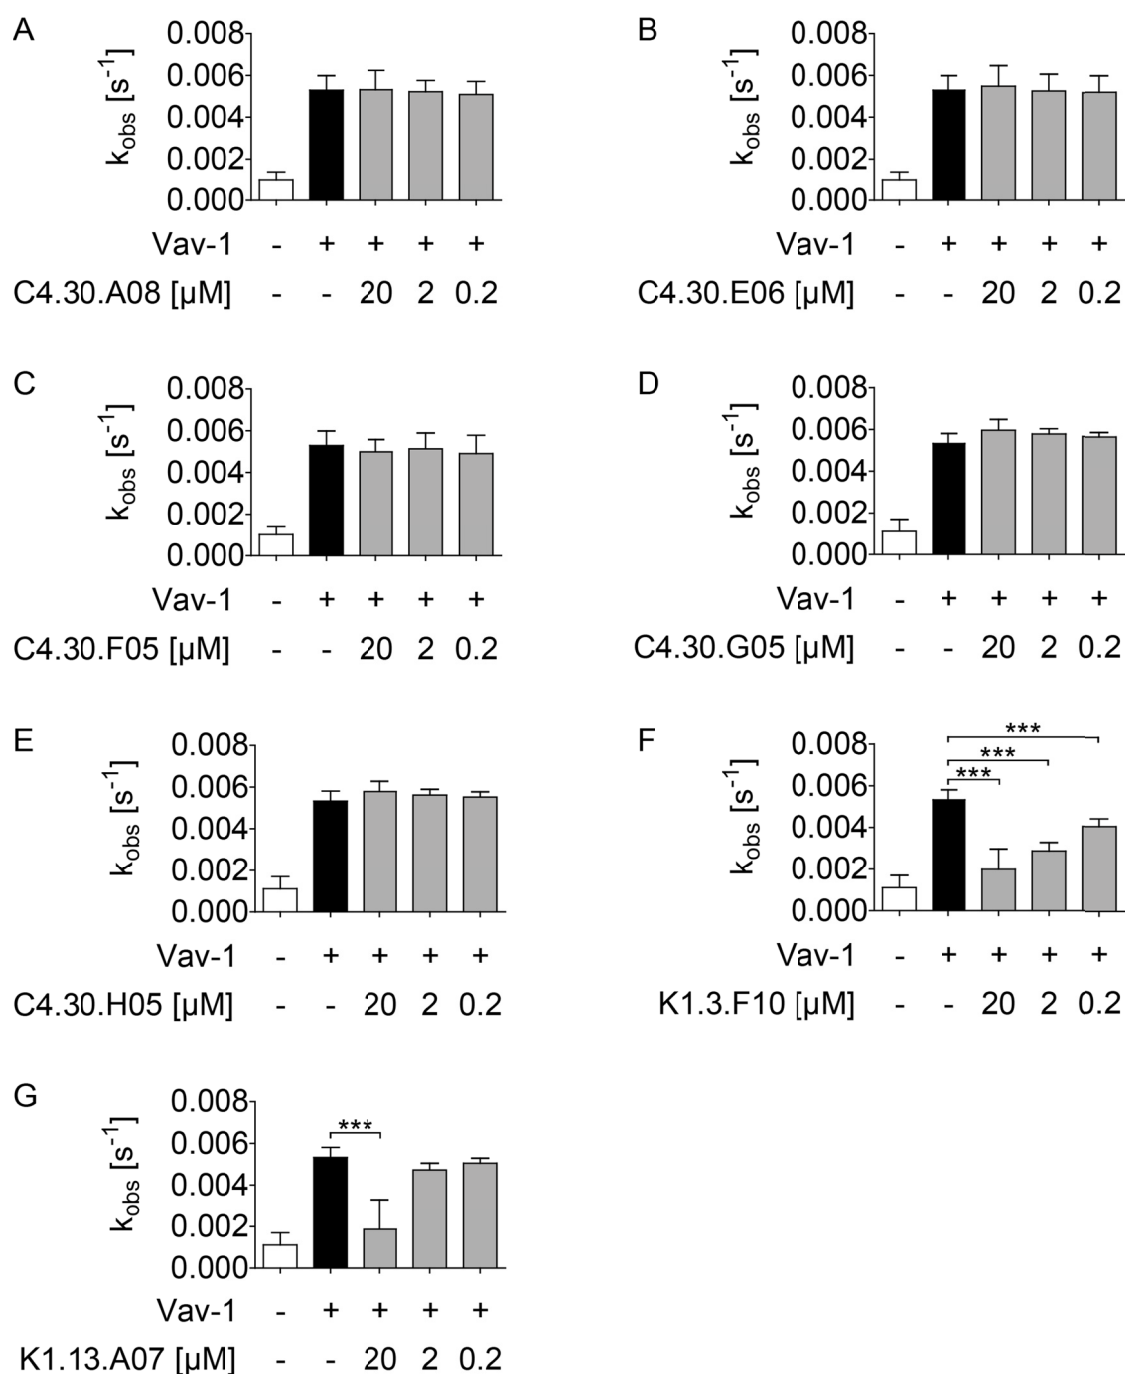 A
B
0.008
0.006
0.004
0.002
0.000
kobs [s-1]
Vav-1 - + + + +
C4.30.A08 [µM] - - 20 2 0.2
0.008
0.006
0.004
0.002
0.000
kobs [s-1]
Vav-1 - + + + +
C4.30.E06 [µM] - - 20 2 0.2
C
D
0.008
0.006
0.004
0.002
0.000
kobs [s-1]
Vav-1 - + + + +
C4.30.F05 [µM] - - 20 2 0.2
0.008
0.006
0.004
0.002
0.000
kobs [s-1]
Vav-1 - + + + +
C4.30.G05 [µM] - - 20 2 0.2
E
F
0.008
0.006
0.004
0.002
0.000
kobs [s-1]
Vav-1 - + + + +
C4.30.H05 [µM] - - 20 2 0.2
***
***
***
0.008
0.006
0.004
0.002
0.000
kobs [s-1]
Vav-1 - + + + +
K1.3.F10 [µM] - - 20 2 0.2
G
***
0.008
0.006
0.004
0.002
0.000
kobs [s-1]
Vav-1 - + + + +
K1.13.A07 [µM] - - 20 2 0.2